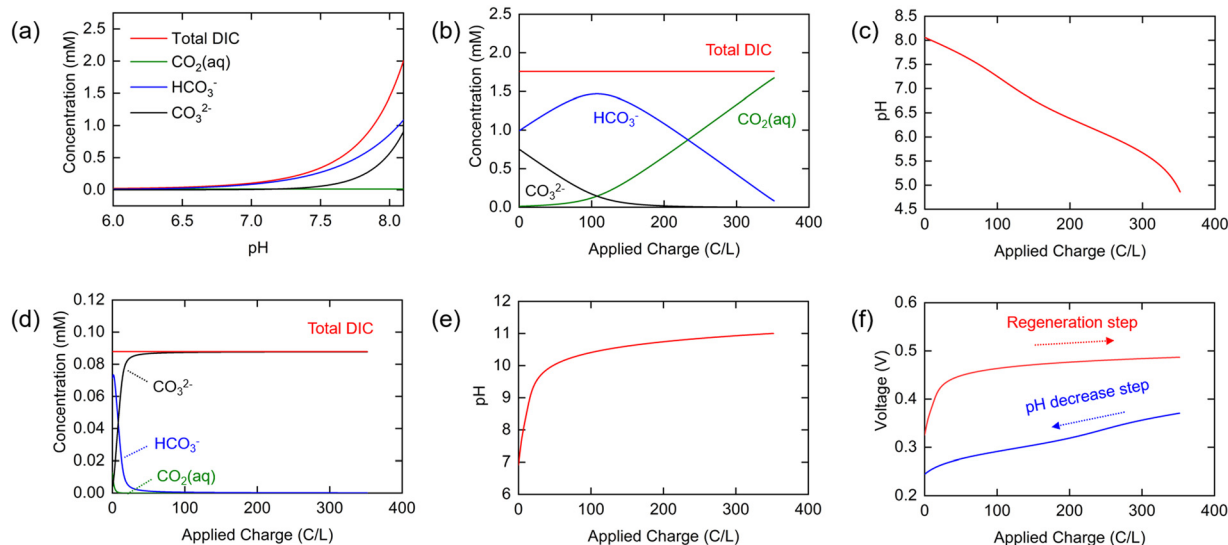 (a)
Concentration (mM)
2.5
2.0
1.5
1.0
0.5
0.0
Total DIC
CO₂(aq)
HCO₃⁻
CO₃²⁻
6.0 6.5 7.0 7.5 8.0
pH
(b)
Concentration (mM)
2.5
2.0
1.5
1.0
0.5
0.0
Total DIC
HCO₃⁻
CO₂(aq)
CO₃²⁻
0 100 200 300 400
Applied Charge (C/L)
(c)
pH
8.5
8.0
7.5
7.0
6.5
6.0
5.5
5.0
4.5
0 100 200 300 400
Applied Charge (C/L)
(d)
Concentration (mM)
0.12
0.10
0.08
0.06
0.04
0.02
0.00
Total DIC
CO₃²⁻
HCO₃⁻
CO₂(aq)
0 100 200 300 400
Applied Charge (C/L)
(e)
pH
12
11
10
9
8
7
6
0 100 200 300 400
Applied Charge (C/L)
(f)
Voltage (V)
0.6
0.5
0.4
0.3
0.2
Regeneration step
pH decrease step
0 100 200 300 400
Applied Charge (C/L)